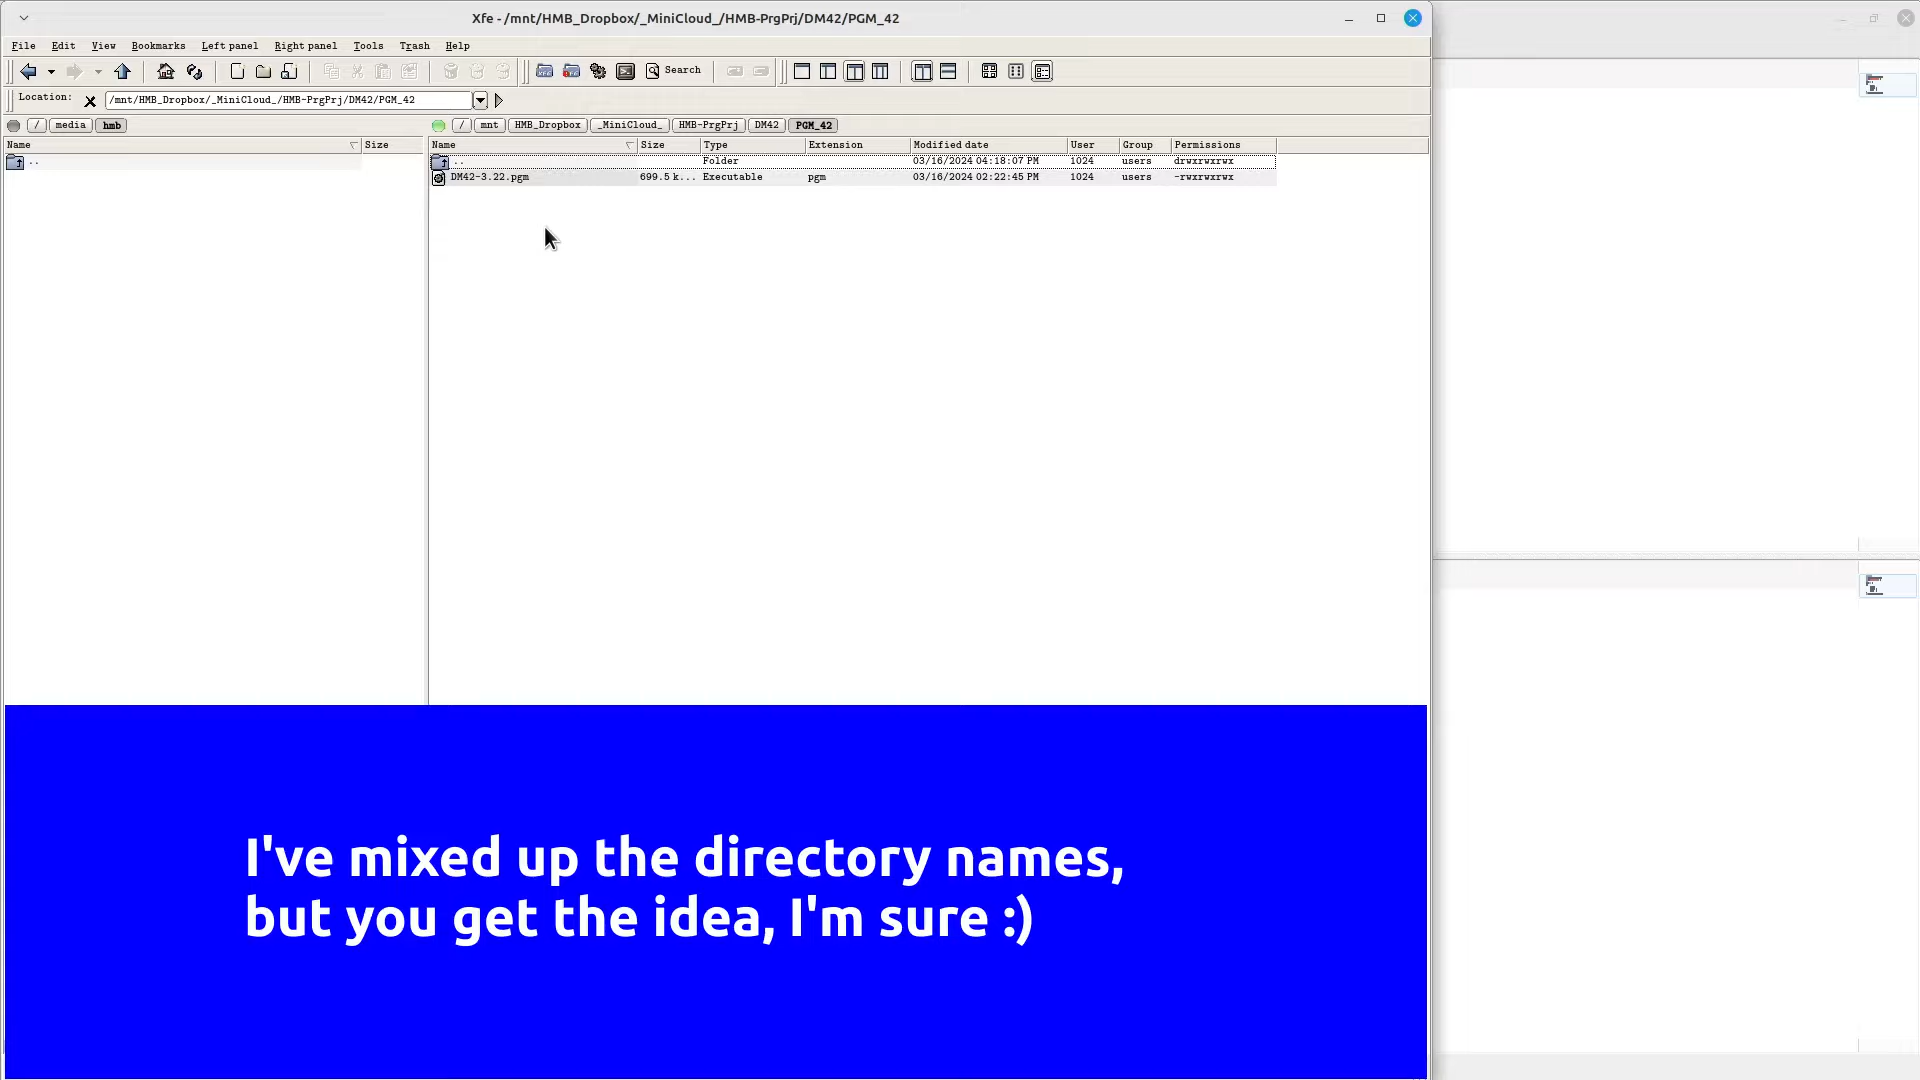 Xfe - /mnt/HMB_Dropbox/_MiniCloud_/HMB-PrgPrj/DM42/PGM_42
File Edit View Bookmarks Left panel Right panel Tools Trash Help
Search
Location: /mnt/HMB_Dropbox/_MiniCloud_/HMB-PrgPrj/DM42/PGM_42
/ media hmb
/ mnt HMB_Dropbox _MiniCloud_ HMB-PrgPrj DM42 PGM_42
Name Size
..
Name Size Type Extension Modified date User Group Permissions
.. Folder 03/16/2024 04:18:07 PM 1024 users drwxrwxrwx
DM42-3.22.pgm 699.5 k... Executable pgm 03/16/2024 02:22:45 PM 1024 users -rwxrwxrwx
I've mixed up the directory names,
but you get the idea, I'm sure :)